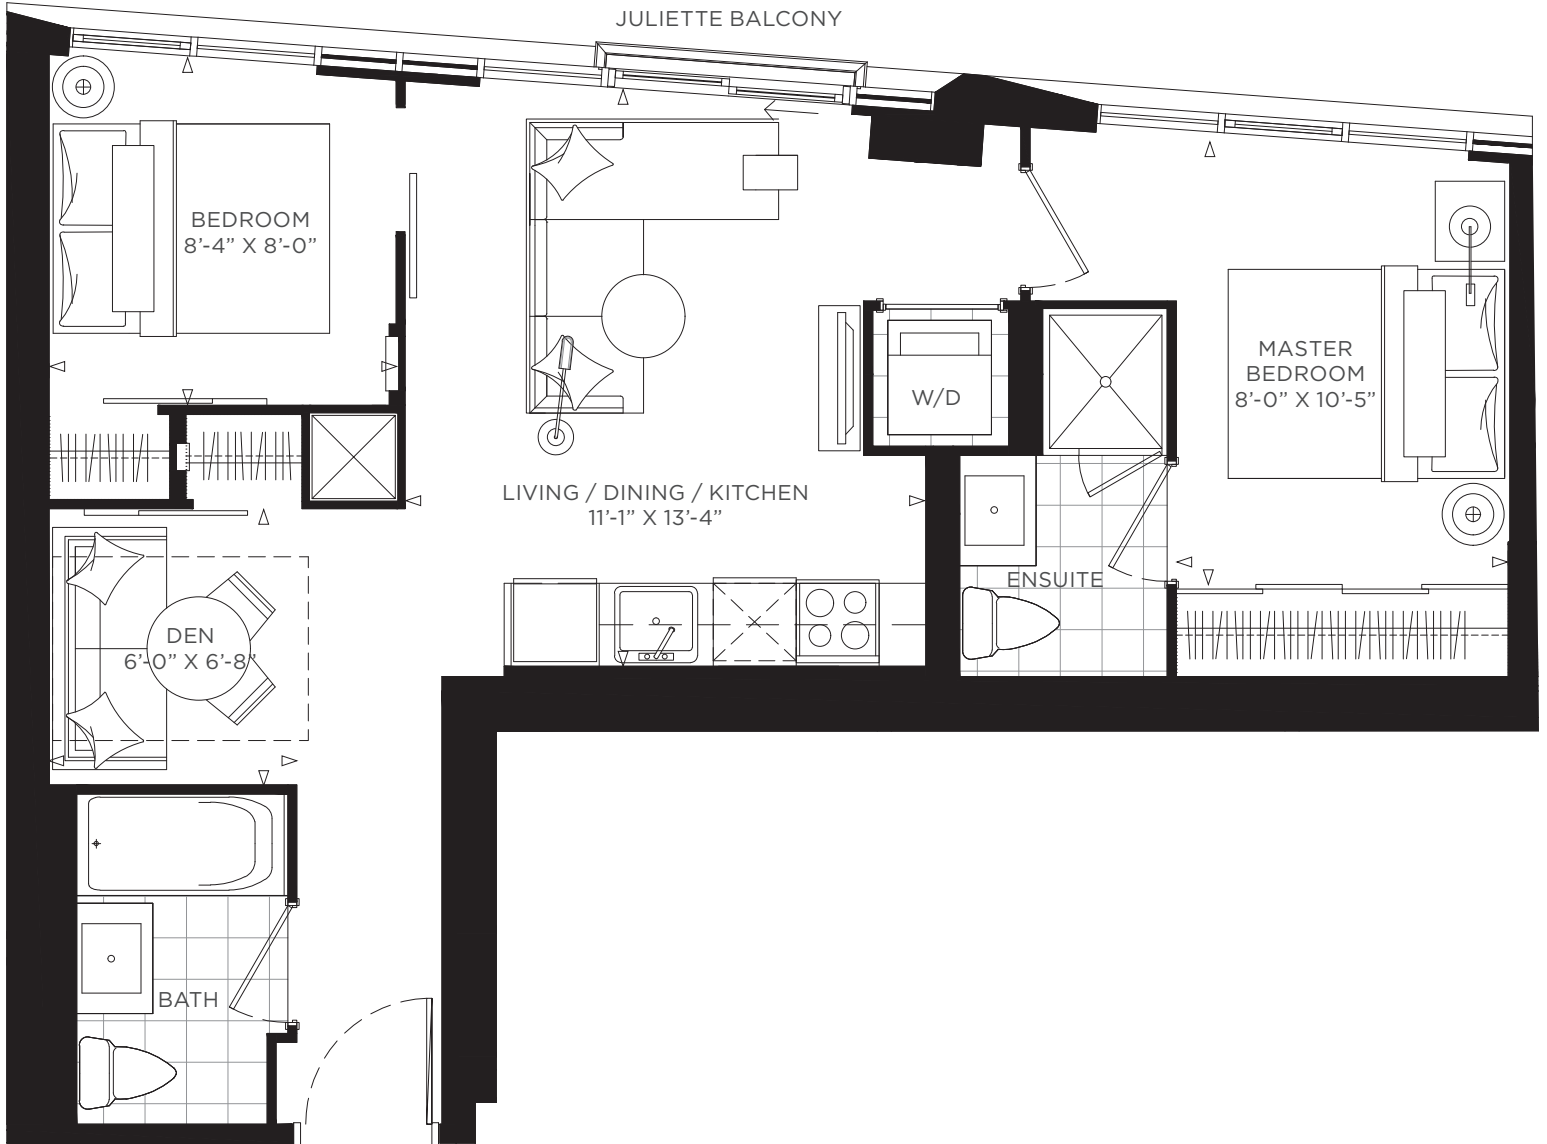 JULIETTE BALCONY
BEDROOM
8’-4” X 8’-0”
MASTER
BEDROOM
8’-0” X 10’-5”
W/D
LIVING / DINING / KITCHEN
11’-1” X 13’-4”
ENSUITE
DEN
6’-0” X 6’-8”
BATH